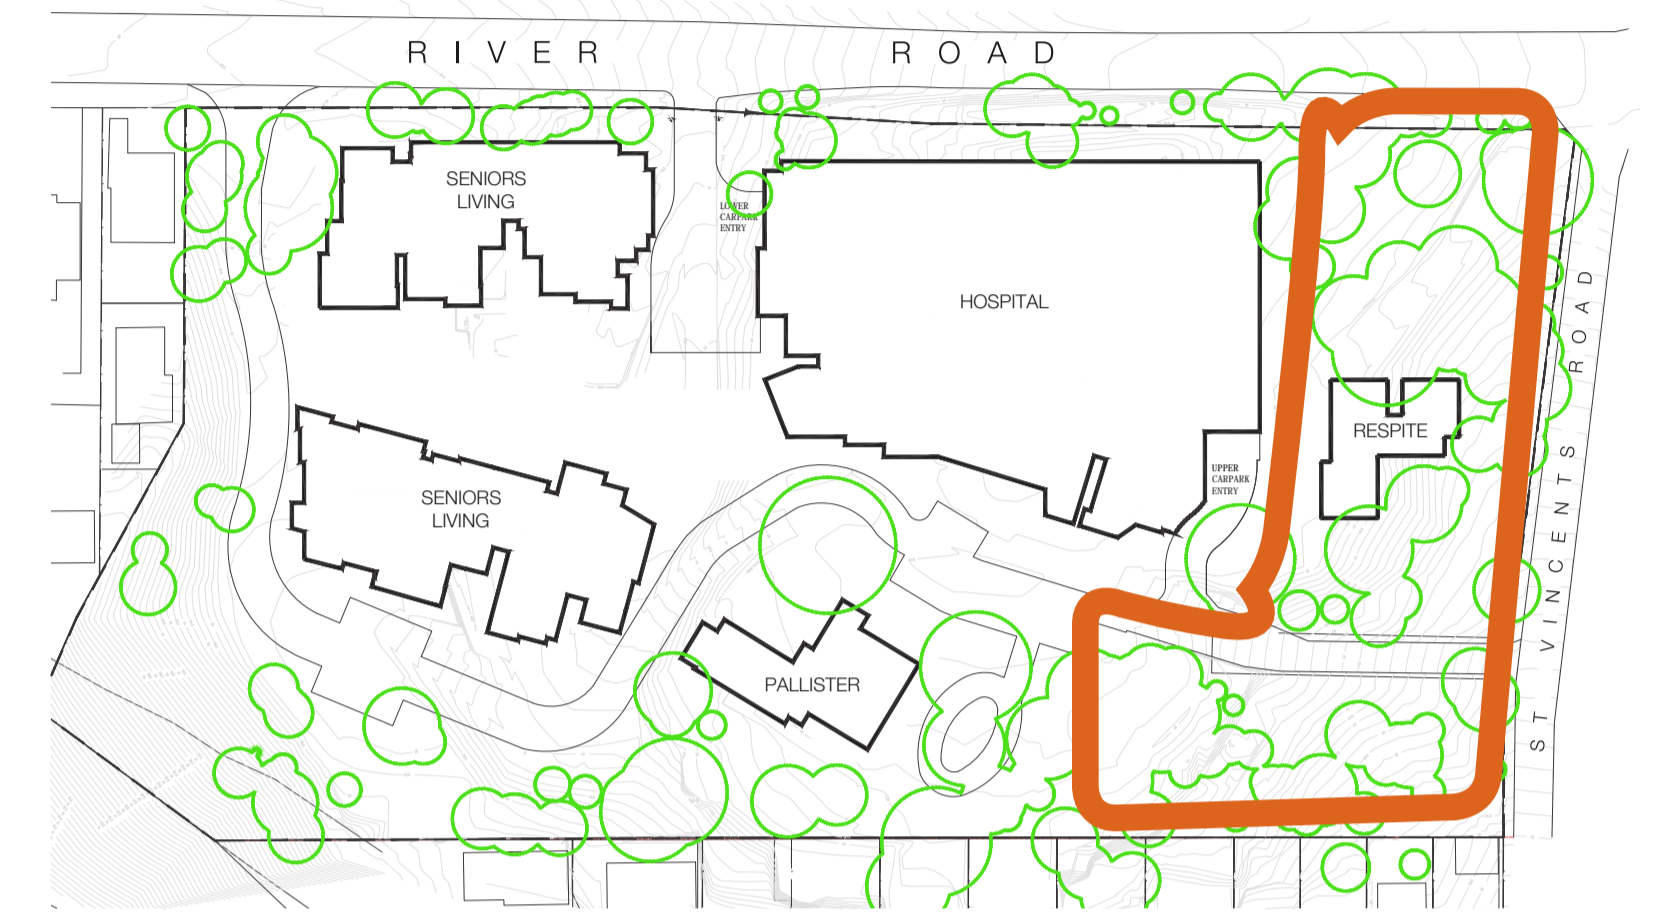 RIVER ROAD
SENIORS
LIVING
LOWER
CARPARK
ENTRY
HOSPITAL
RESPITE
UPPER
CARPARK
ENTRY
SENIORS
LIVING
PALLISTER
ST VINCENTS ROAD